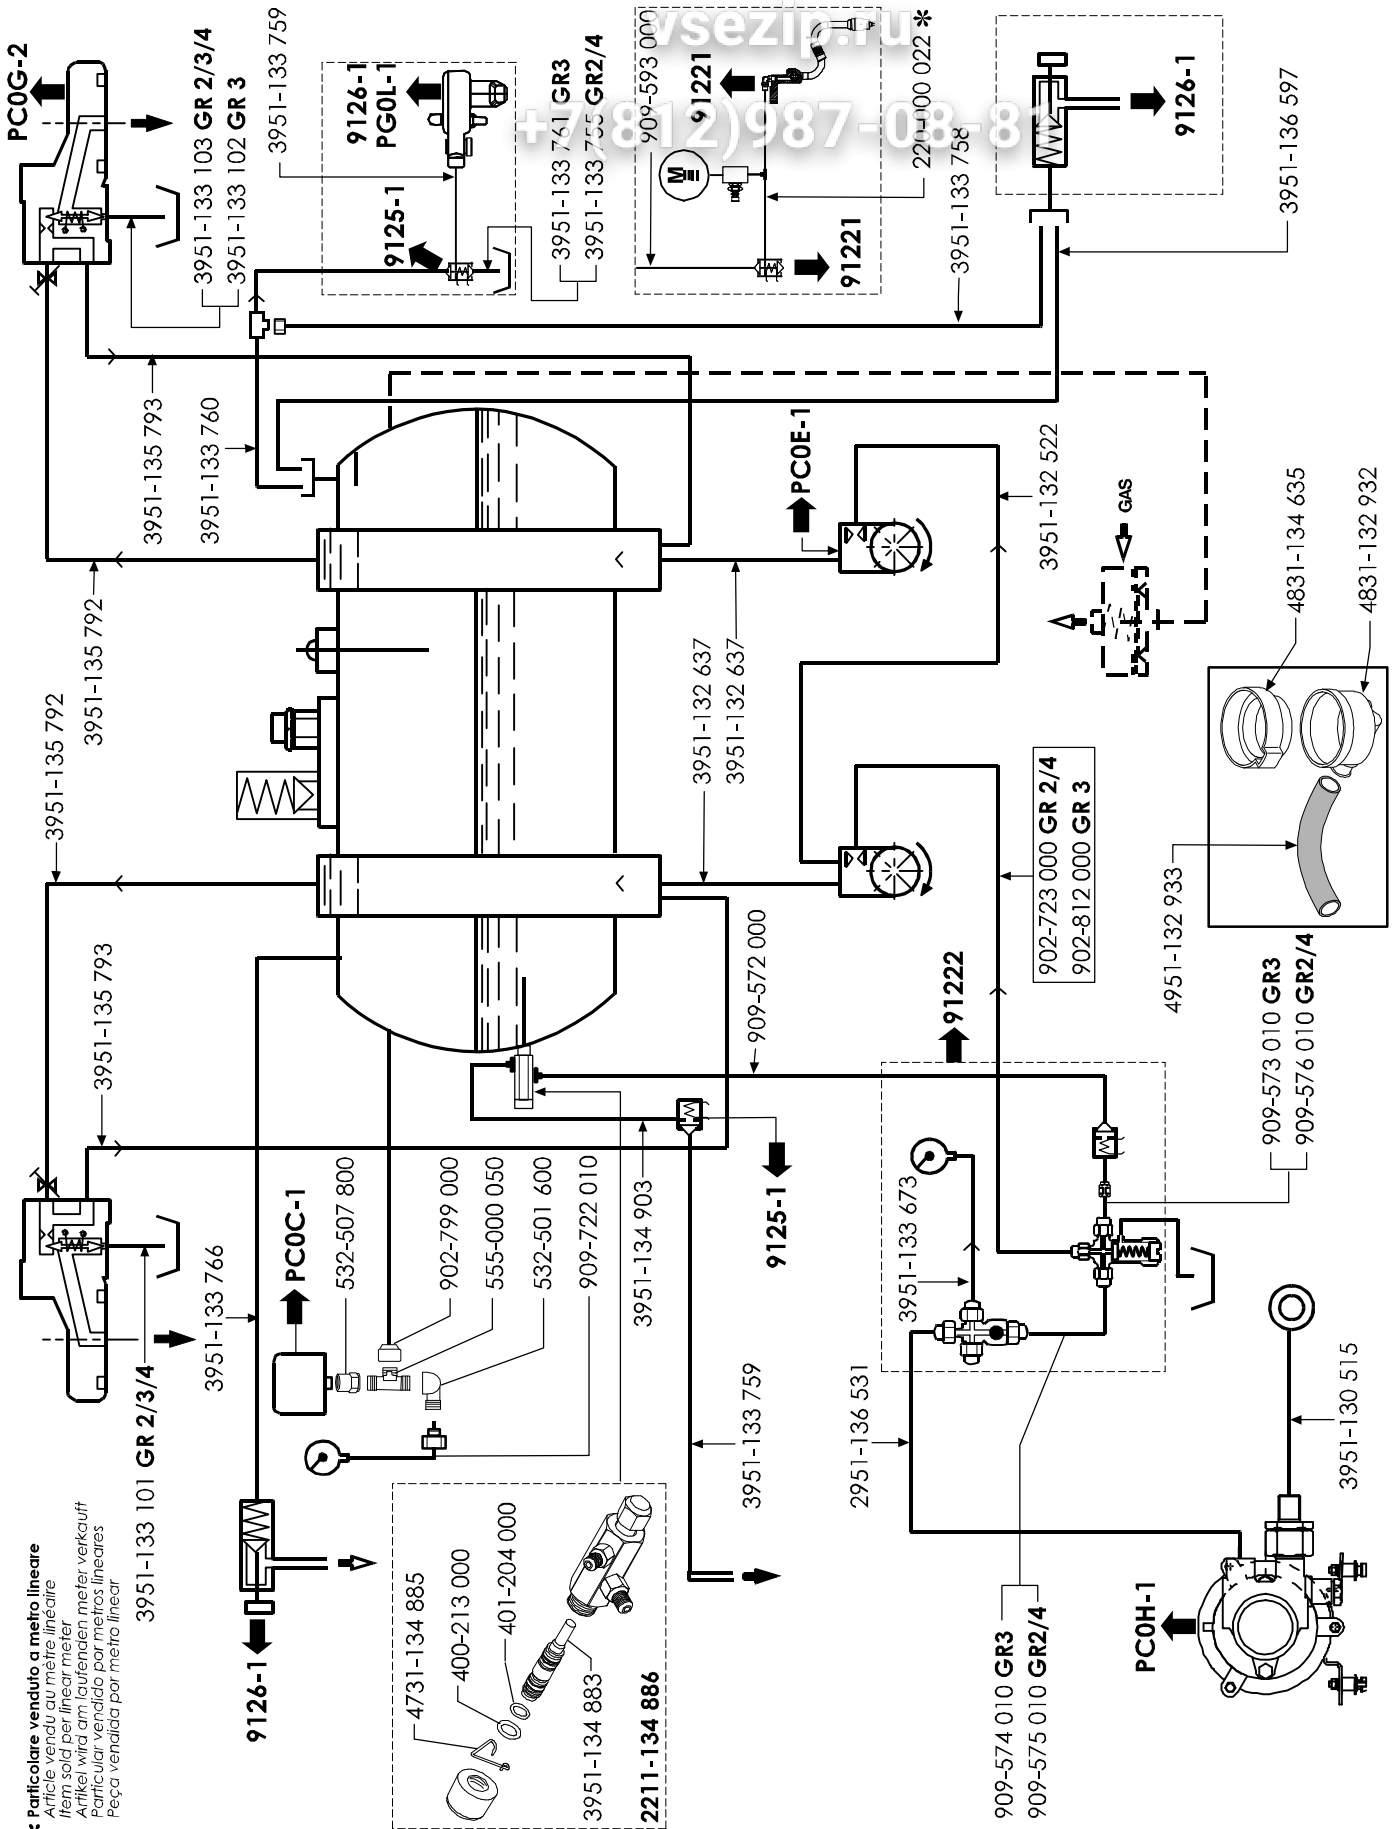 PC0G-2
3951-133 103 GR 2/3/4
3951-133 102 GR 3
3951-133 759
9126-1
PG0L-1
9125-1
3951-133 761 GR3
3951-133 755 GR2/4
909-593 000
91221
220-000 022 *
91221
3951-133 758
9126-1
3951-136 597
vsezip.ru
+7(812)987-08-81
3951-135 793
3951-133 760
3951-135 792
3951-135 792
PC0E-1
3951-132 522
GAS
3951-132 637
3951-132 637
4831-134 635
4831-132 932
4951-132 933
902-723 000 GR 2/4
902-812 000 GR 3
909-572 000
91222
909-573 010 GR3
909-576 010 GR2/4
3951-135 793
3951-133 101 GR 2/3/4
3951-133 766
PC0C-1
532-507 800
902-799 000
555-000 050
532-501 600
909-722 010
3951-134 903
9125-1
3951-133 673
3951-133 759
2951-136 531
3951-130 515
9126-1
4731-134 885
400-213 000
401-204 000
3951-134 883
2211-134 886
909-574 010 GR3
909-575 010 GR2/4
PC0H-1
Particolare venduto a metro lineare
Article vendu au mètre linéaire
Item sold per linear meter
Artikel wird am laufenden meter verkauft
Particular vendido por metros lineares
Peça vendida por metro linear